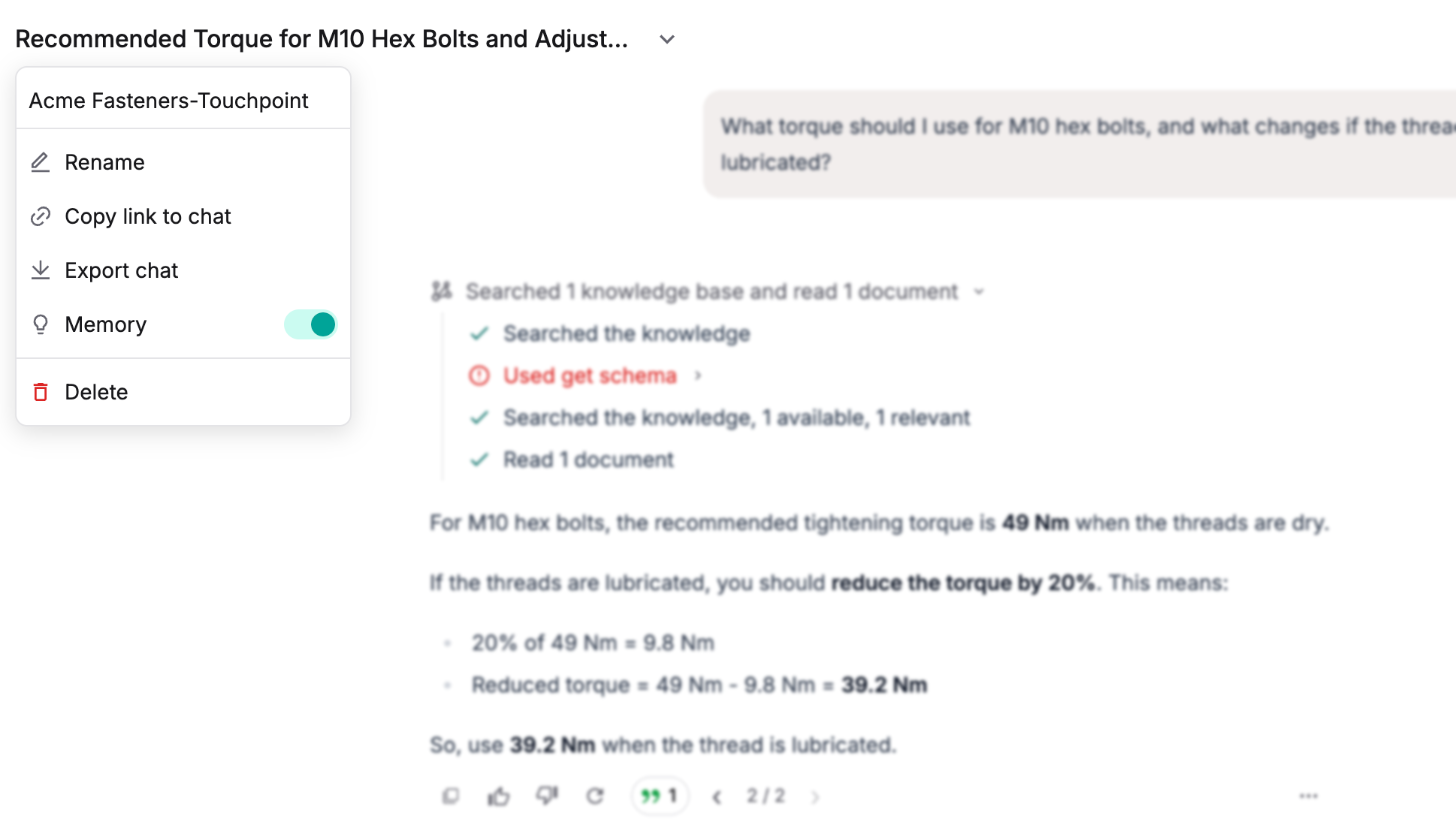 Recommended Torque for M10 Hex Bolts and Adjust...
Acme Fasteners-Touchpoint
Rename
Copy link to chat
Export chat
Memory
Delete
What torque should I use for M10 hex bolts, and what changes if the
lubricated?
Searched 1 knowledge base and read 1 document
Searched the knowledge
Used get schema
Searched the knowledge, 1 available, 1 relevant
Read 1 document
For M10 hex bolts, the recommended tightening torque is 49 Nm when the threads are dry.
If the threads are lubricated, you should reduce the torque by 20%. This means:
20% of 49 Nm = 9.8 Nm
Reduced torque = 49 Nm - 9.8 Nm = 39.2 Nm
So, use 39.2 Nm when the thread is lubricated.
1
2 / 2